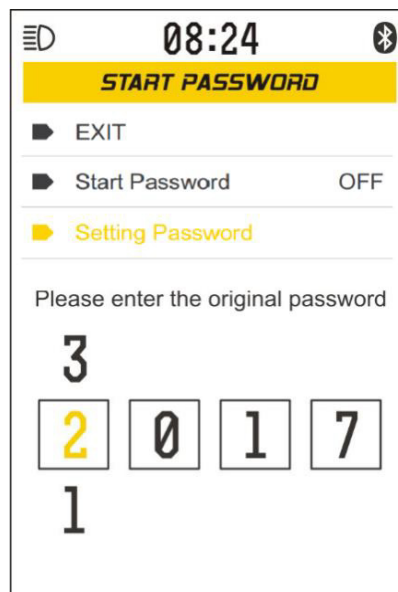 08:24
START PASSWORD
EXIT
Start Password OFF
Setting Password
Please enter the original password
3
2 0 1 7
1